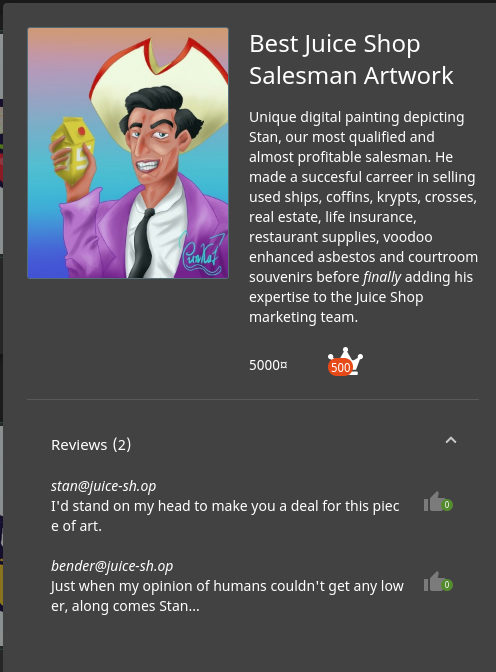 Best Juice Shop
Salesman Artwork
Unique digital painting depicting
Stan, our most qualified and
almost profitable salesman. He
made a succesful carreer in selling
used ships, coffins, krypts, crosses,
real estate, life insurance,
restaurant supplies, voodoo
enhanced asbestos and courtroom
souvenirs before finally adding his
expertise to the Juice Shop
marketing team.
5000¤
500
Reviews (2)
stan@juice-sh.op
I'd stand on my head to make you a deal for this piec
e of art.
0
bender@juice-sh.op
Just when my opinion of humans couldn't get any low
er, along comes Stan...
0